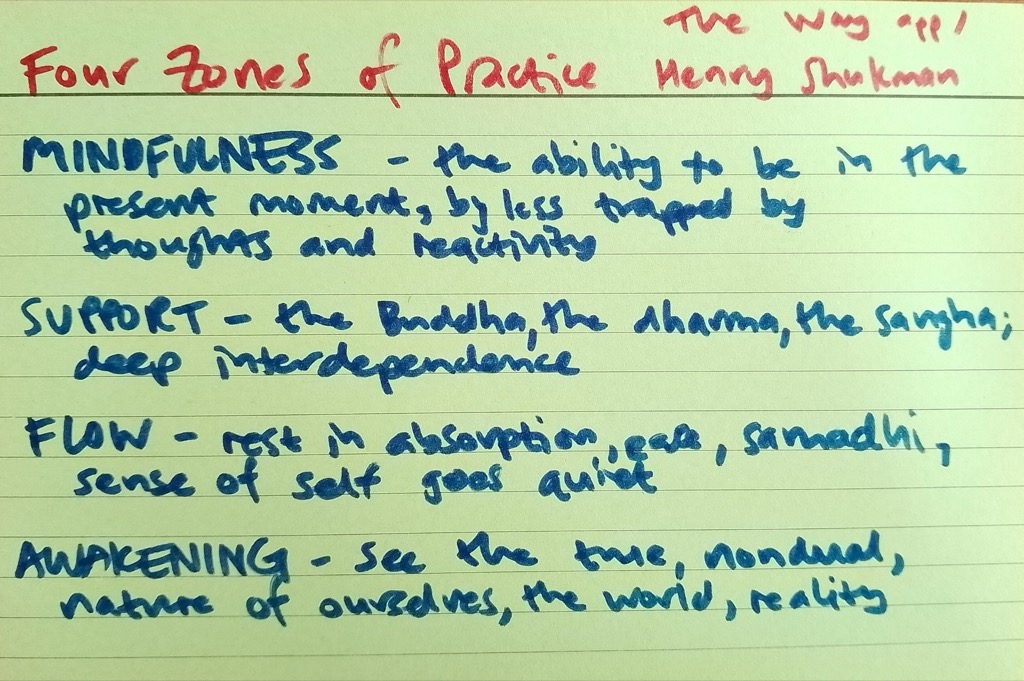 The Way app /
Four Zones of Practice Henry Shukman
MINDFULNESS - the ability to be in the
present moment, by less trapped by
thoughts and reactivity
SUPPORT - the Buddha, the dharma, the sangha;
deep interdependence
FLOW - rest in absorption, ease, samadhi,
sense of self goes quiet
AWAKENING - see the true, nondual,
nature of ourselves, the world, reality